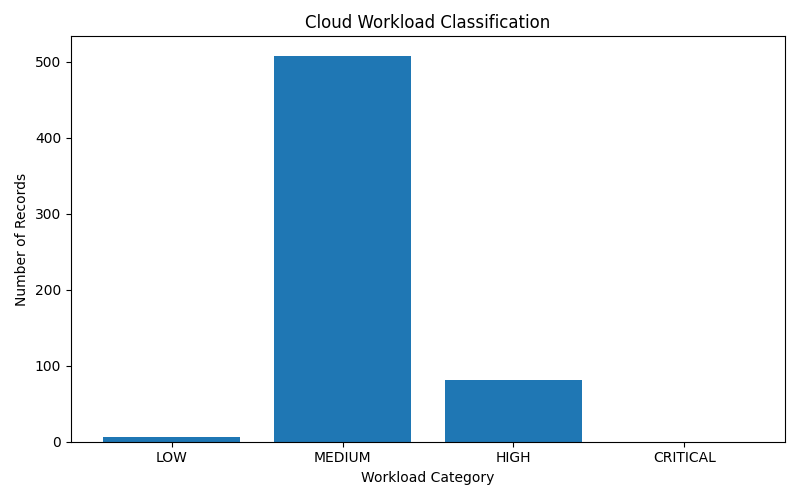 Cloud Workload Classification
Number of Records
500
400
300
200
100
0
LOW MEDIUM HIGH CRITICAL
Workload Category